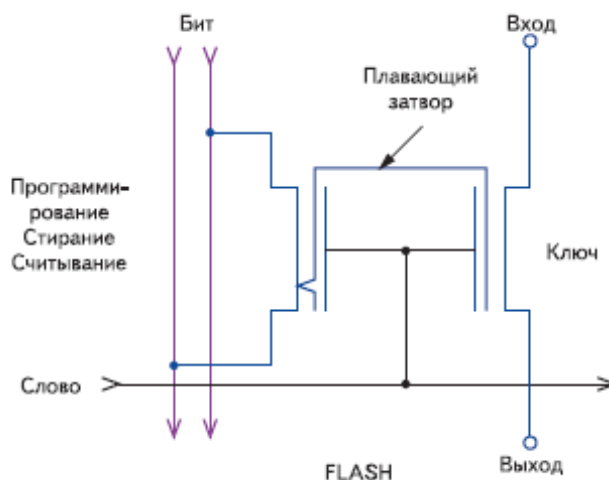 Бит
Вход
Плавающий
затвор
Программи-
рование
Стирание
Считывание
Ключ
Слово
Выход
FLASH